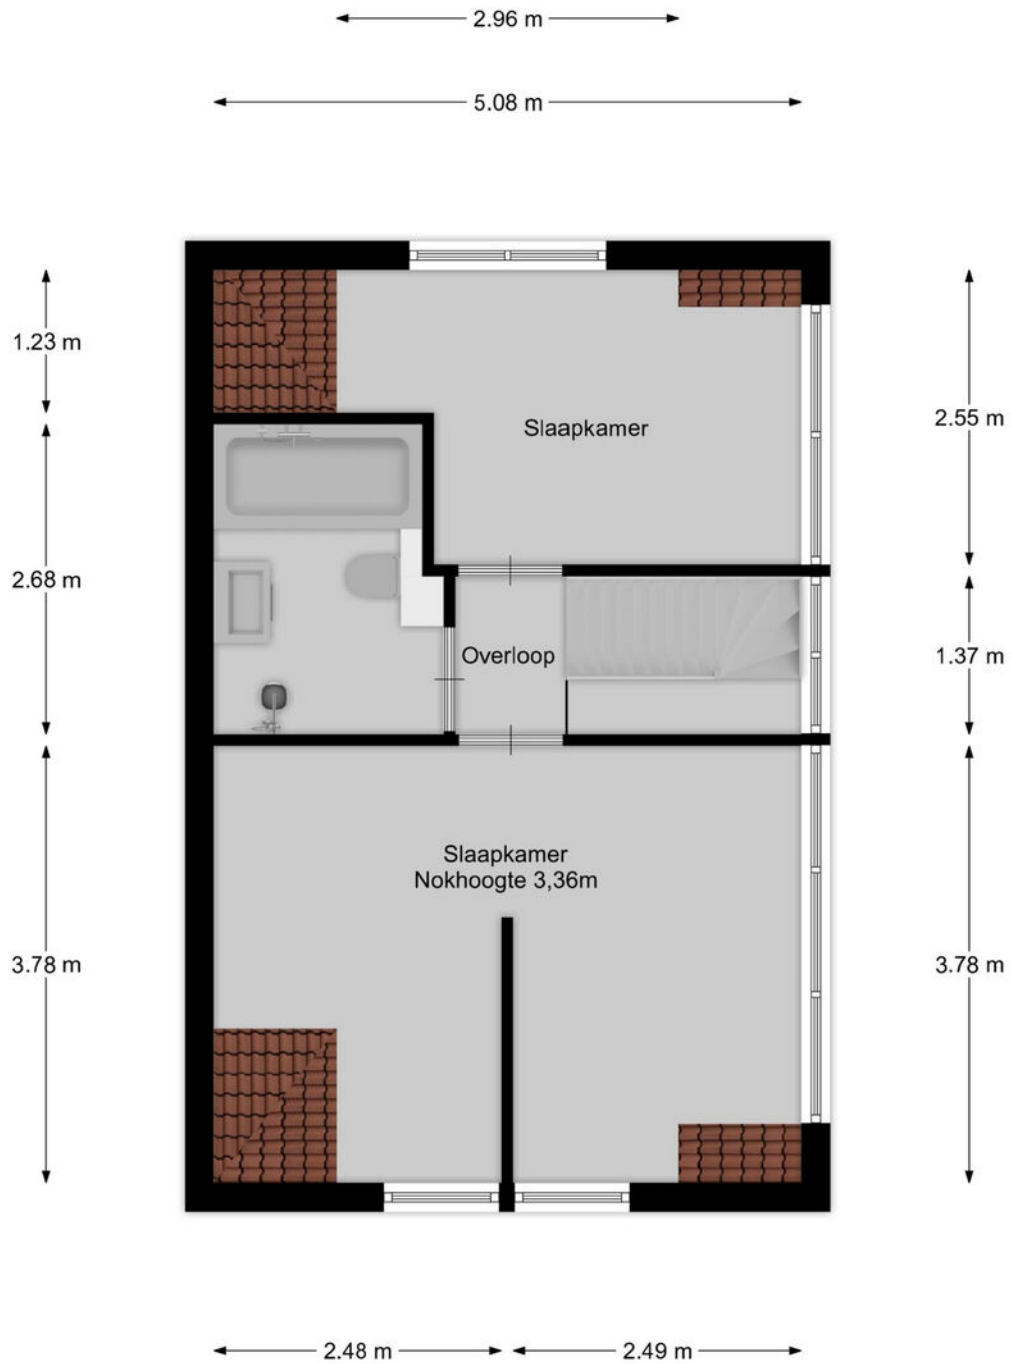 2.96 m
5.08 m
1.23 m
2.55 m
Slaapkamer
2.68 m
Overloop
1.37 m
Slaapkamer
Nokhoogte 3,36m
3.78 m
3.78 m
2.48 m
2.49 m